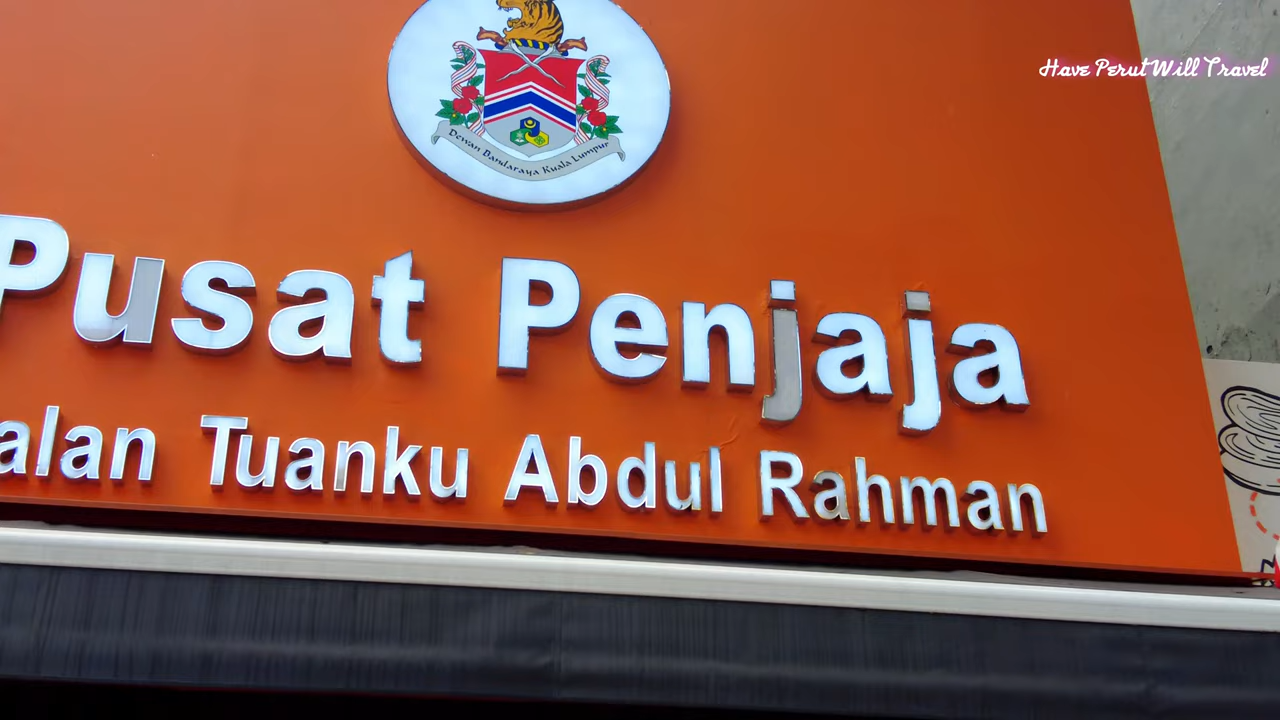 Have Perut Will Travel
Dewan Bandaraya Kuala Lumpur
Pusat Penjaja
alan Tuanku Abdul Rahman